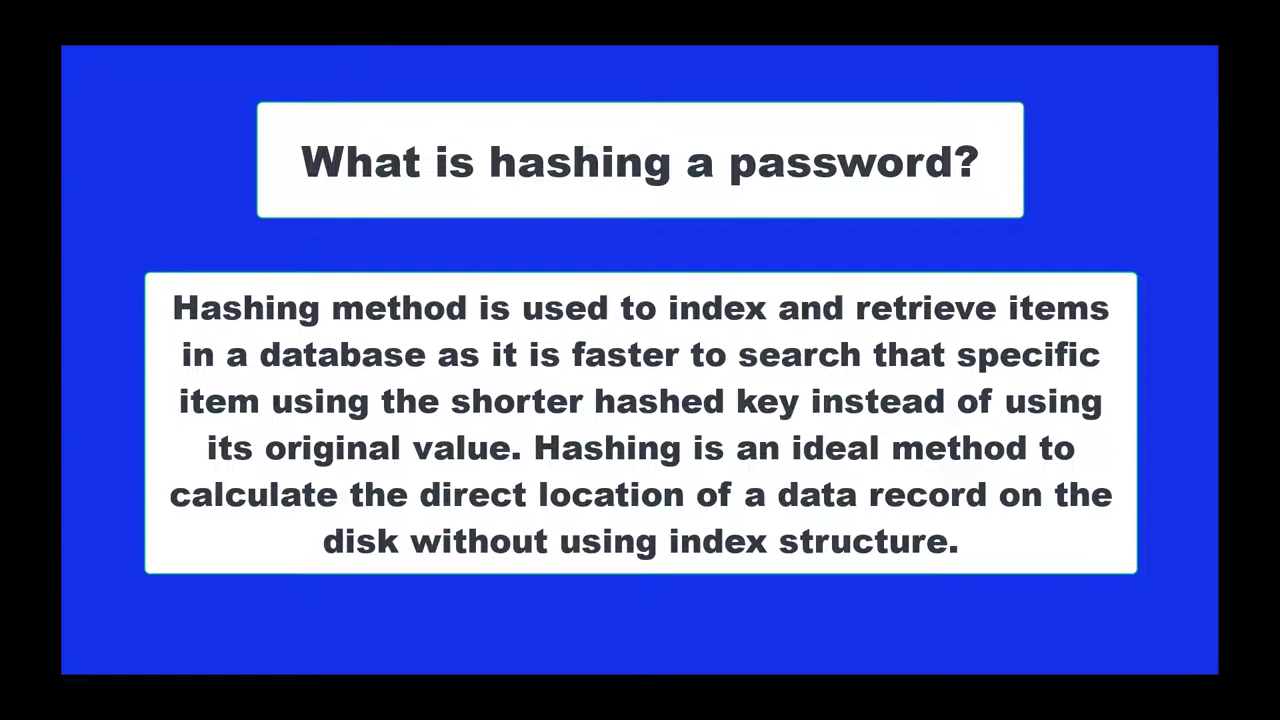 What is hashing a password?
Hashing method is used to index and retrieve items
in a database as it is faster to search that specific
item using the shorter hashed key instead of using
its original value. Hashing is an ideal method to
calculate the direct location of a data record on the
disk without using index structure.